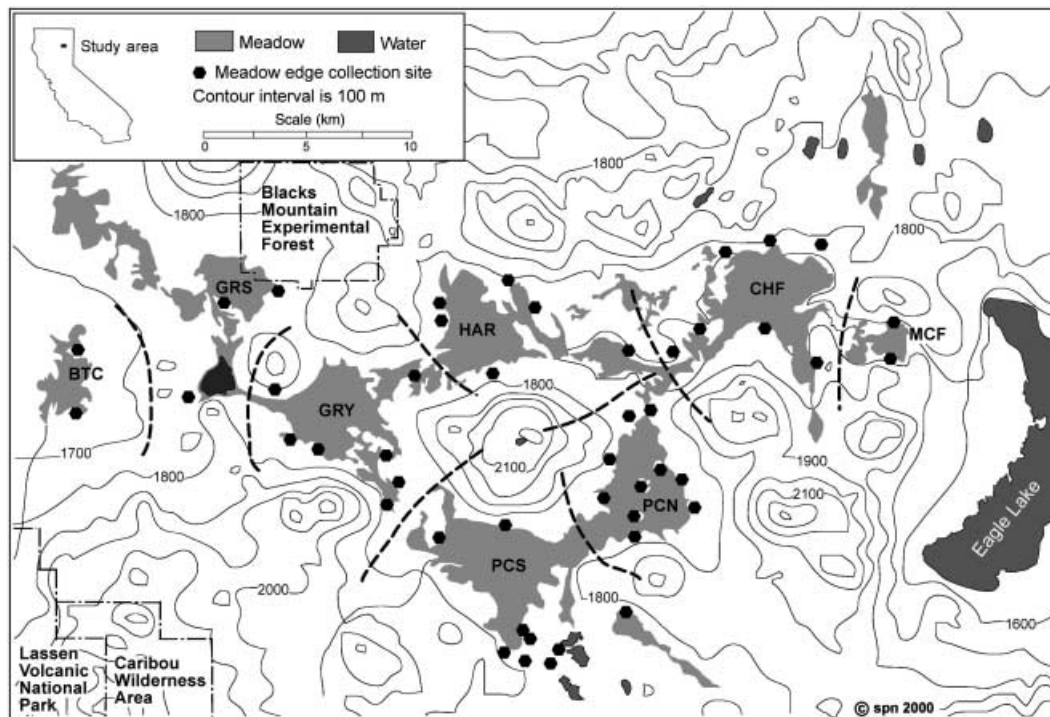 Study area
Meadow
Water
Meadow edge collection site
Contour interval is 100 m
Scale (km)
0 5 10
1800
Blacks
Mountain
Experimental
Forest
1800
1800
GRS
CHF
HAR
MCF
BTC
1800
GRY
1700
1800
2100
1900
2100
PCN
PCS
Eagle Lake
2000
1800
1600
Lassen
Volcanic
National
Park
Caribou
Wilderness
Area
© spn 2000